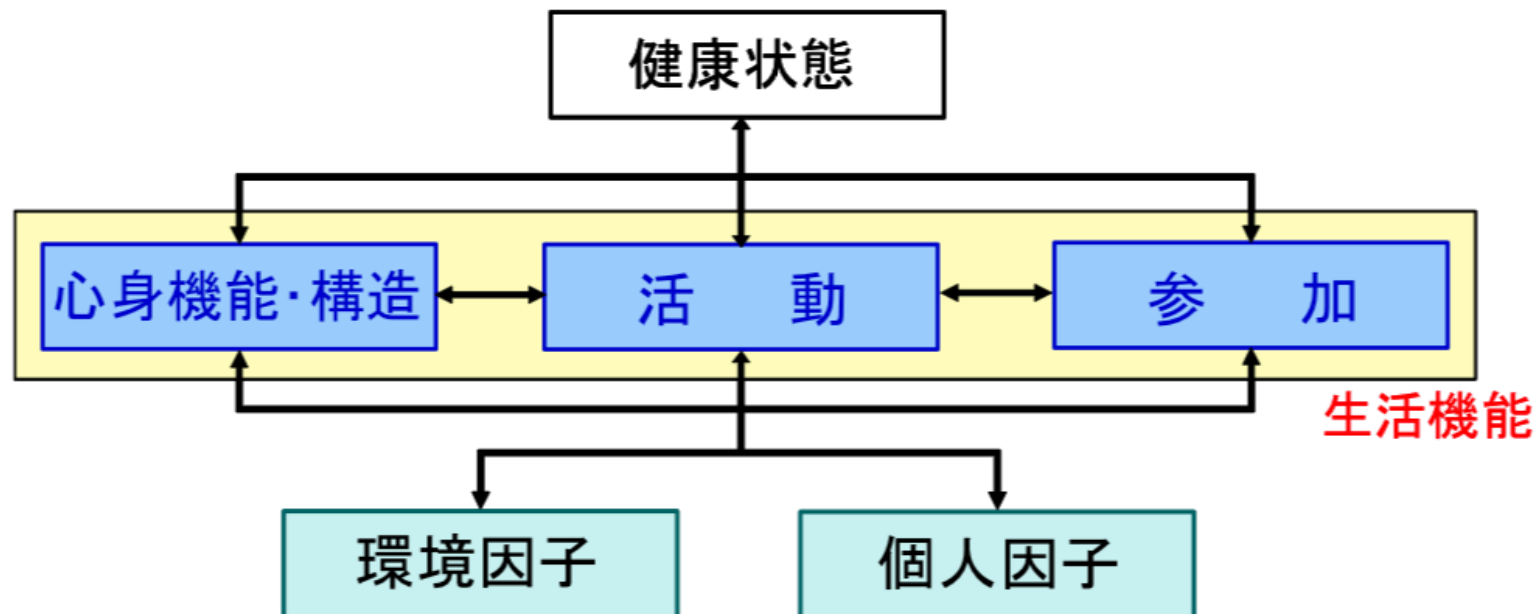 健康状態
心身機能・構造
活　動
参　加
生活機能
環境因子
個人因子